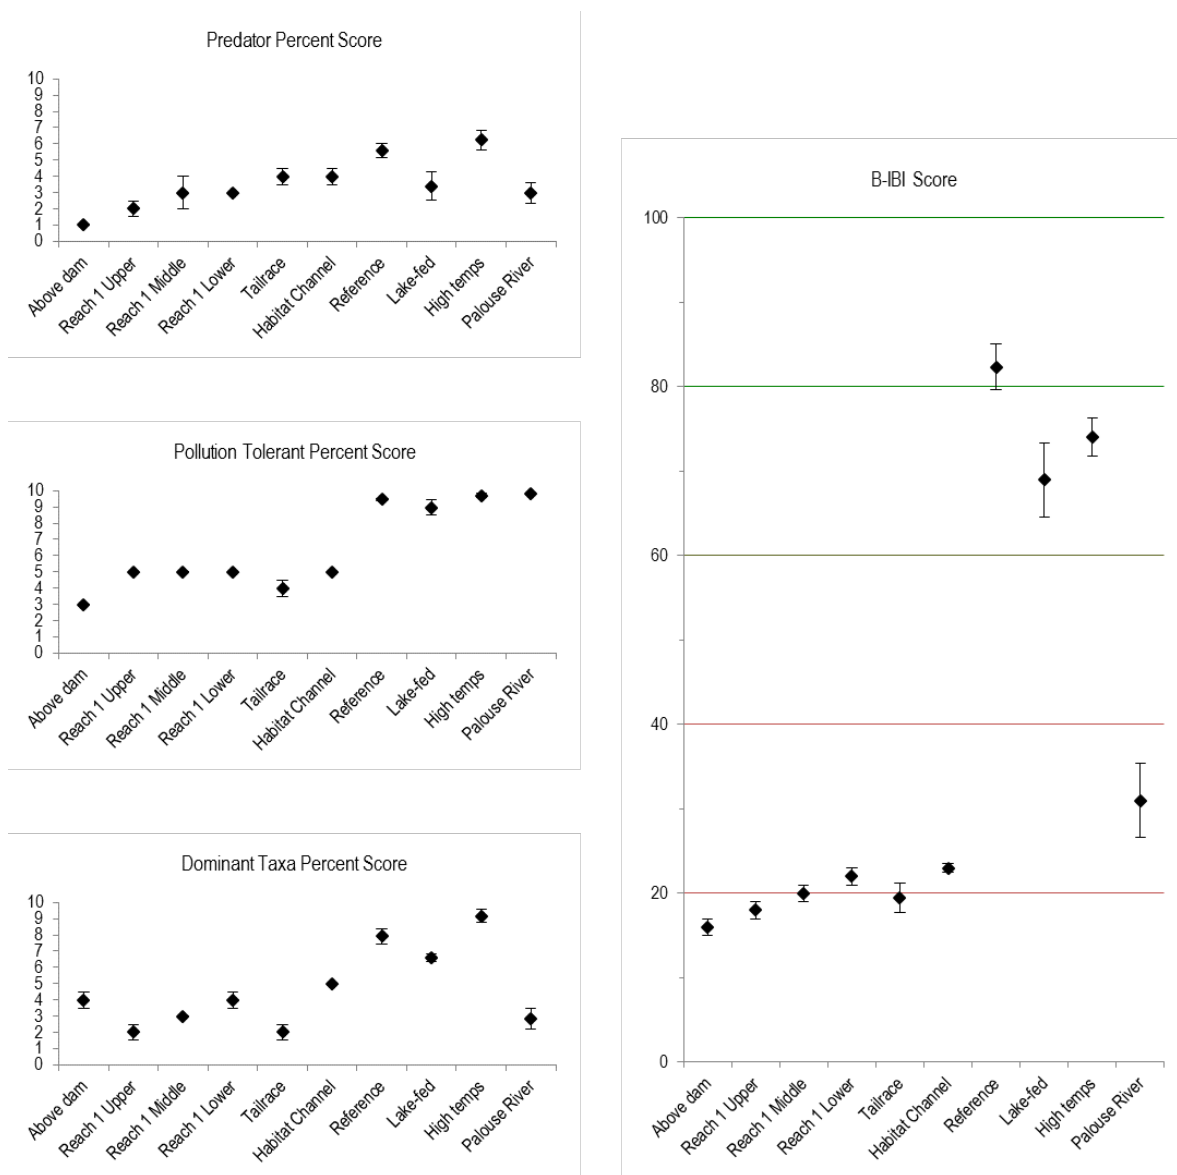 Predator Percent Score
10
9
8
7
6
5
4
3
2
1
0
Above dam
Reach 1 Upper
Reach 1 Middle
Reach 1 Lower
Tailrace
Habitat Channel
Reference
Lake-fed
High temps
Palouse River
Pollution Tolerant Percent Score
10
9
8
7
6
5
4
3
2
1
0
Above dam
Reach 1 Upper
Reach 1 Middle
Reach 1 Lower
Tailrace
Habitat Channel
Reference
Lake-fed
High temps
Palouse River
Dominant Taxa Percent Score
10
9
8
7
6
5
4
3
2
1
0
Above dam
Reach 1 Upper
Reach 1 Middle
Reach 1 Lower
Tailrace
Habitat Channel
Reference
Lake-fed
High temps
Palouse River
B-IBI Score
100
80
60
40
20
0
Above dam
Reach 1 Upper
Reach 1 Middle
Reach 1 Lower
Tailrace
Habitat Channel
Reference
Lake-fed
High temps
Palouse River